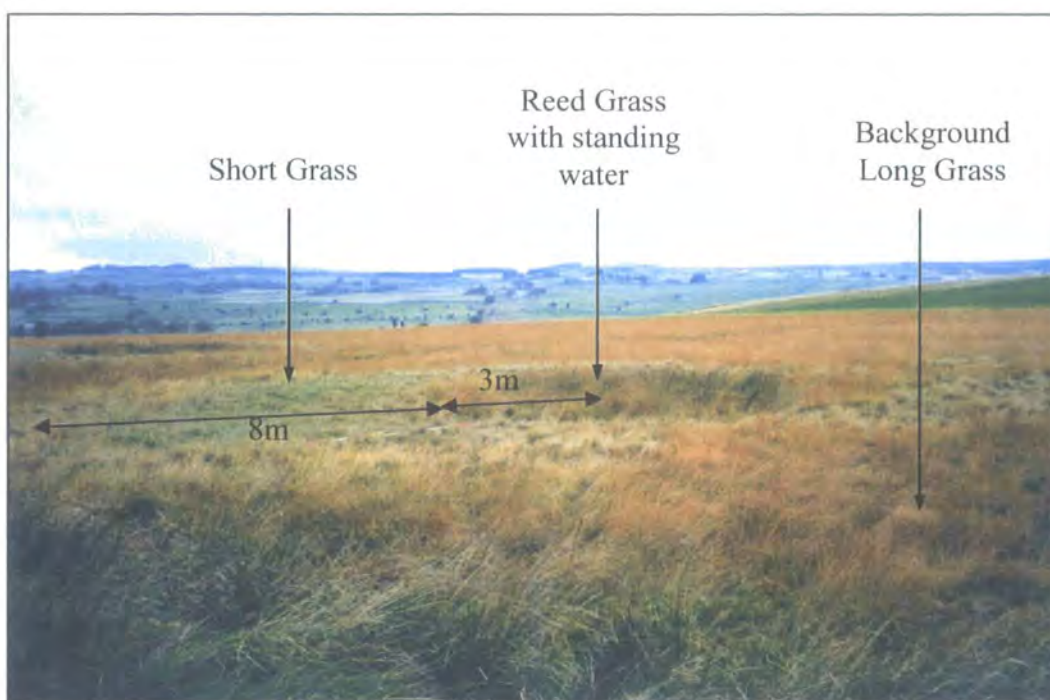 Short Grass
Reed Grass
with standing
water
Background
Long Grass
3m
8m